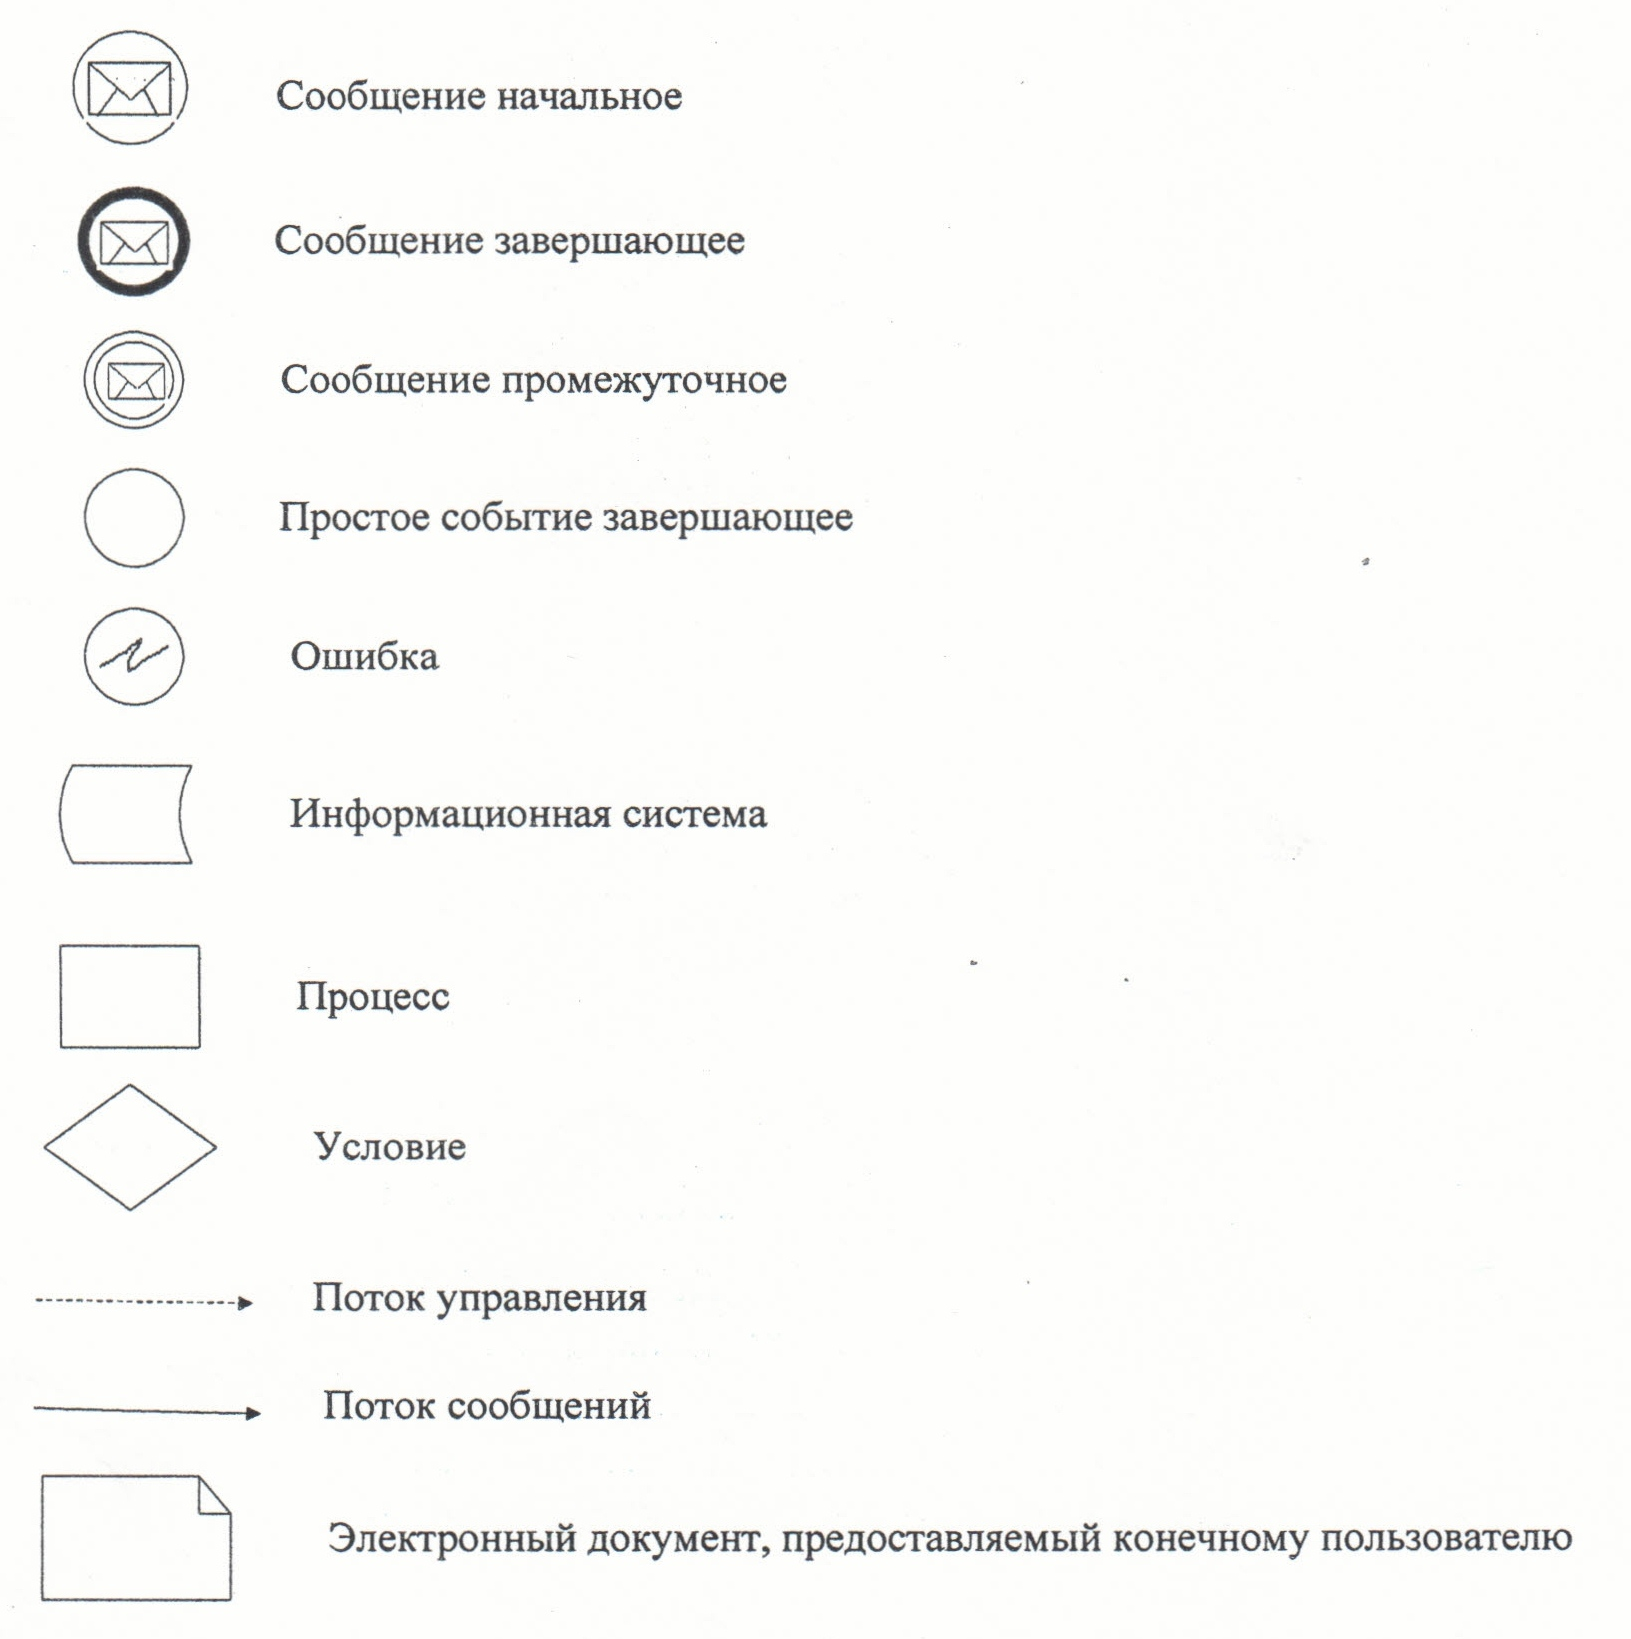 Сообщение начальное
Сообщение завершающее
Сообщение промежуточное
Простое событие завершающее
Ошибка
Информационная система
Процесс
Условие
Поток управления
Поток сообщений
Электронный документ, предоставляемый конечному пользователю